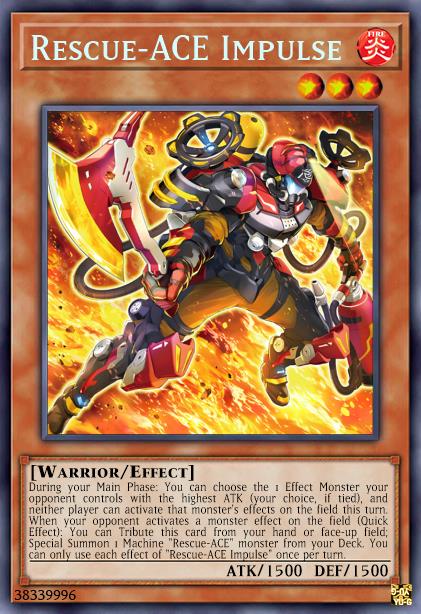 RESCUE-ACE IMPULSE
FIRE
炎
[WARRIOR/EFFECT]
During your Main Phase: You can choose the 1 Effect Monster your
opponent controls with the highest ATK (your choice, if tied), and
neither player can activate that monster's effects on the field this turn.
When your opponent activates a monster effect on the field (Quick
Effect): You can Tribute this card from your hand or face-up field;
Special Summon 1 Machine "Rescue-ACE" monster from your Deck. You
can only use each effect of "Rescue-ACE Impulse" once per turn.
ATK/1500 DEF/1500
38339996